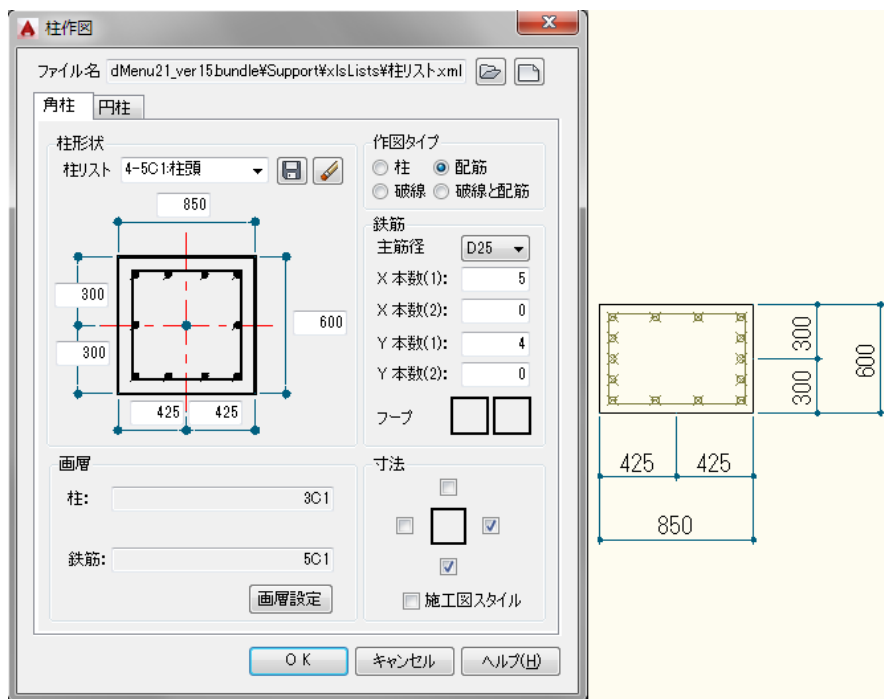 柱作図
ファイル名 dMenu21_ver15.bundle¥Support¥xlsLists¥柱リスト.xml
角柱 円柱
柱形状
柱リスト 4-5C1:柱頭
850
300
600
300
425 425
作図タイプ
柱 配筋
破線 破線と配筋
鉄筋
主筋径 D25
X 本数(1): 5
X 本数(2): 0
Y 本数(1): 4
Y 本数(2): 0
フープ
画層
柱: 3C1
鉄筋: 5C1
画層設定
寸法
施工図スタイル
OK キャンセル ヘルプ(H)
300
600
300
425 425
850